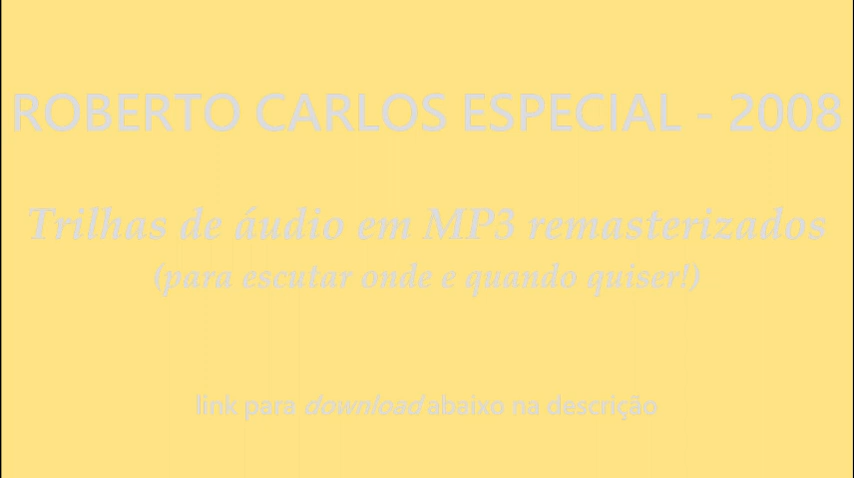 ROBERTO CARLOS ESPECIAL - 2008
Trilhas de áudio em MP3 remasterizados
(para escutar onde e quando quiser!)
link para download abaixo na descrição